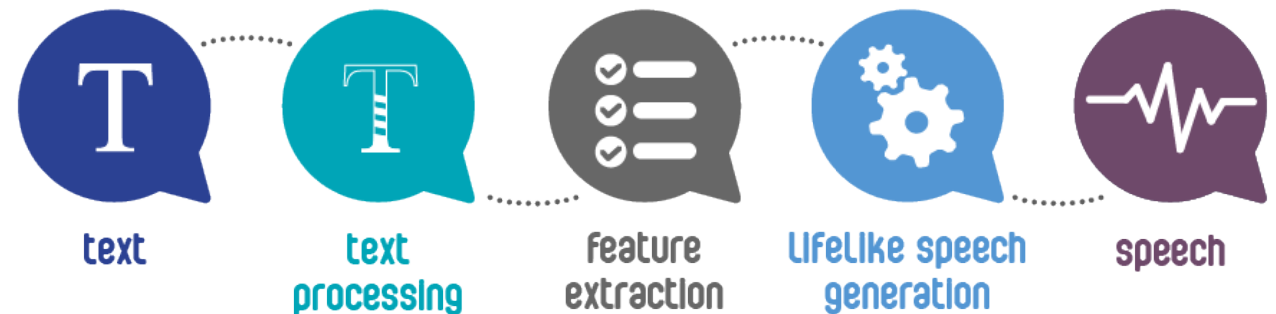 T
T
text
text
processing
feature
extraction
lifelike speech
generation
speech